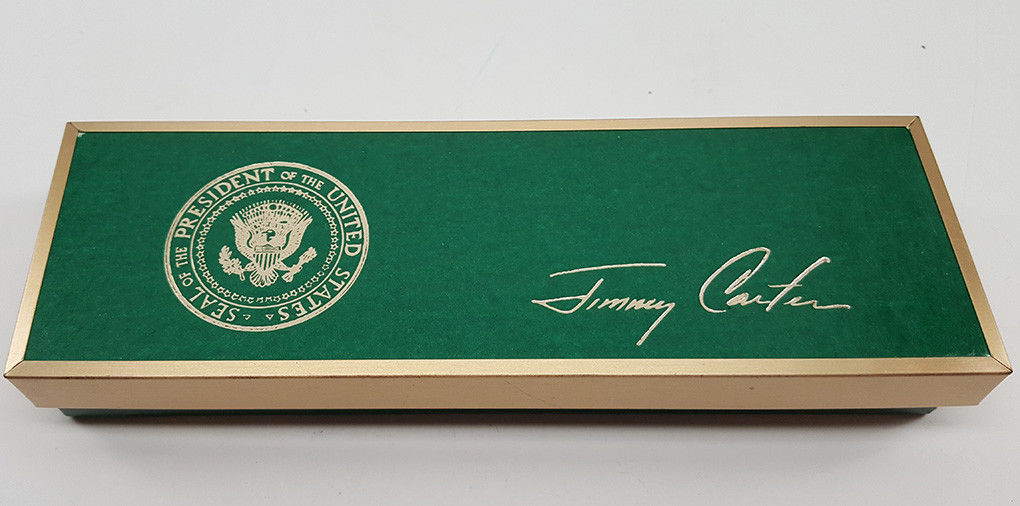 SEAL OF THE PRESIDENT OF THE UNITED STATES
Jimmy Carter